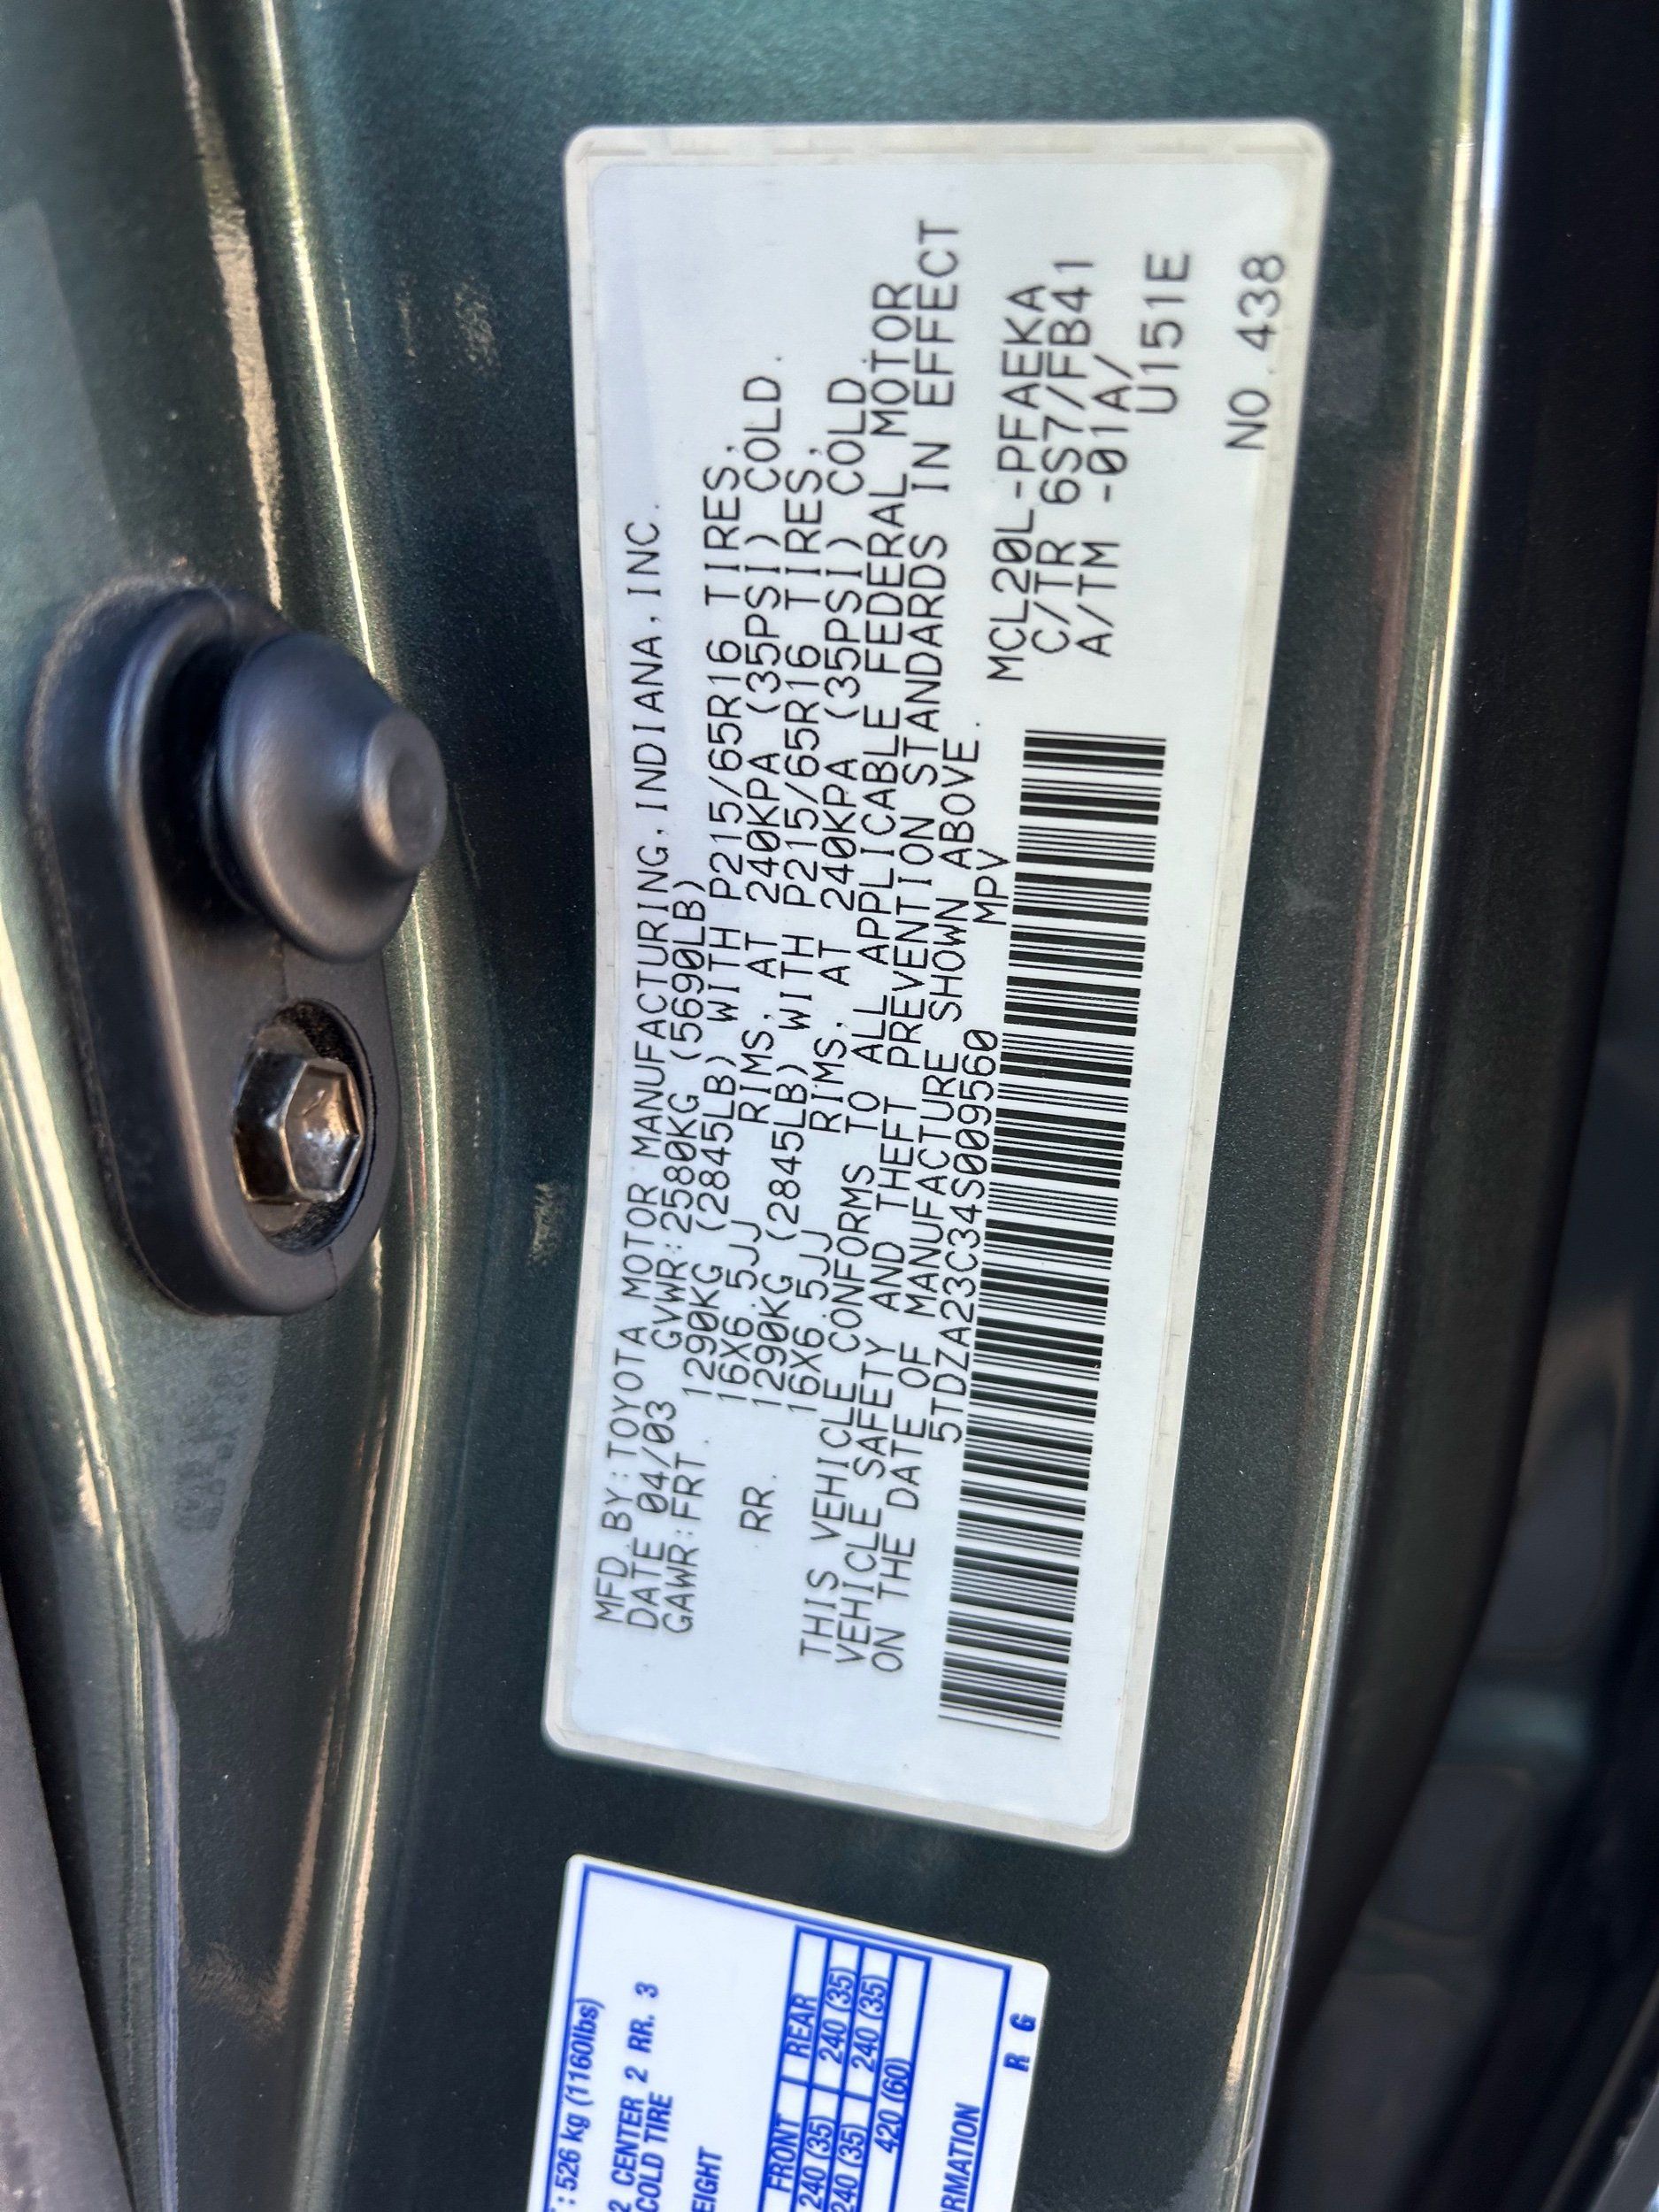 MFD.BY:TOYOTA MOTOR MANUFACTURING,INDIANA,INC.
DATE 04/03 GVWR:2580KG (5690LB)
GAWR:FRT. 1290KG (2845LB) WITH P215/65R16 TIRES,
16X6.5JJ RIMS, AT 240KPA (35PSI) COLD.
RR. 1290KG (2845LB) WITH P215/65R16 TIRES,
16X6.5JJ RIMS, AT 240KPA (35PSI) COLD
THIS VEHICLE CONFORMS TO ALL APPLICABLE FEDERAL MOTOR
VEHICLE SAFETY AND THEFT PREVENTION STANDARDS IN EFFECT
ON THE DATE OF MANUFACTURE SHOWN ABOVE.
5TDZA23C34S009560 MPV
MCL20L-PFAEKA
C/TR 6S7/FB41
A/TM -01A/
U151E
NO.438
: 526 kg (1160lbs)
2 CENTER 2 RR. 3
COLD TIRE
EIGHT
FRONT REAR
240 (35) 240 (35)
240 (35) 240 (35)
420 (60)
RMATION
R G